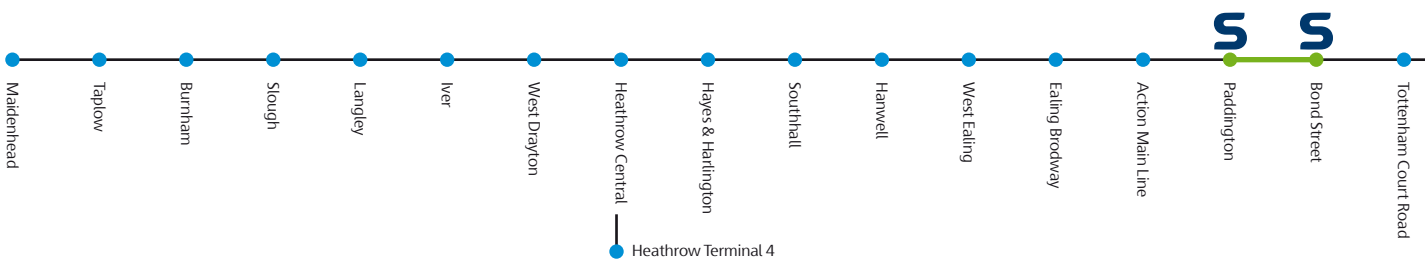 S
S
Maidenhead
Taplow
Burnham
Slough
Langley
Iver
West Drayton
Heathrow Central
Hayes & Harlington
Southhall
Hanwell
West Ealing
Ealing Brodway
Action Main Line
Paddington
Bond Street
Tottenham Court Road
Heathrow Terminal 4